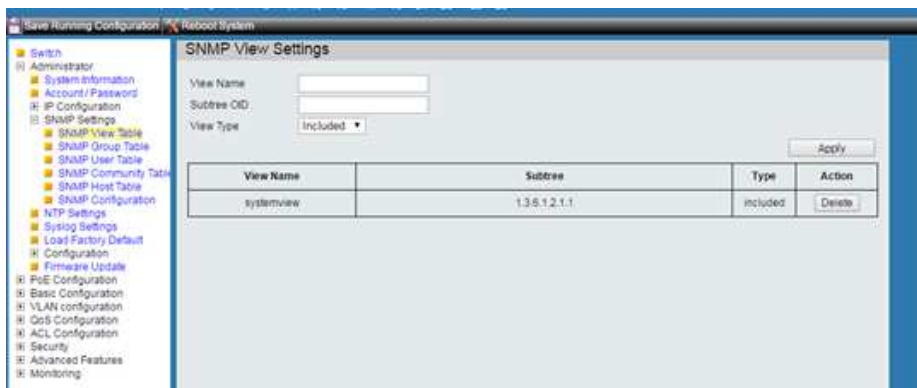 Save Running Configuration Reboot System
Switch
Administrator
System Information
Account / Password
IP Configuration
SNMP Settings
SNMP View Table
SNMP Group Table
SNMP User Table
SNMP Community Table
SNMP Host Table
SNMP Configuration
NTP Settings
Syslog Settings
Load Factory Default
Configuration
Firmware Update
PoE Configuration
Basic Configuration
VLAN configuration
QoS Configuration
ACL Configuration
Security
Advanced Features
Monitoring
SNMP View Settings
View Name
Subtree OID
View Type Included
Apply
View Name Subtree Type Action
systemview 1.3.6.1.2.1.1 included Delete